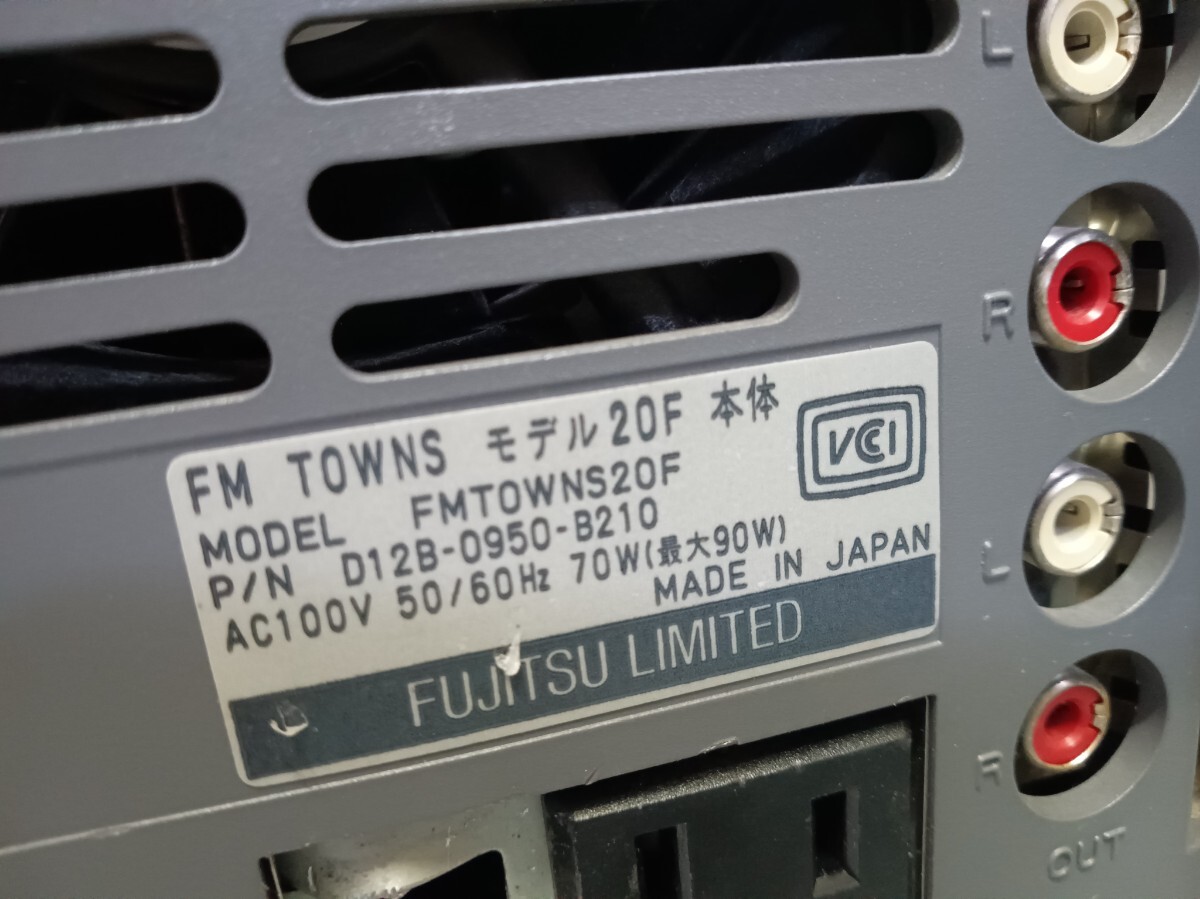 L
R
FM TOWNS モデル20F 本体
VCCI
MODEL FMTOWNS20F
P/N D12B-0950-B210
AC100V 50/60Hz 70W(最大90W)
MADE IN JAPAN
FUJITSU LIMITED
L
R
OUT